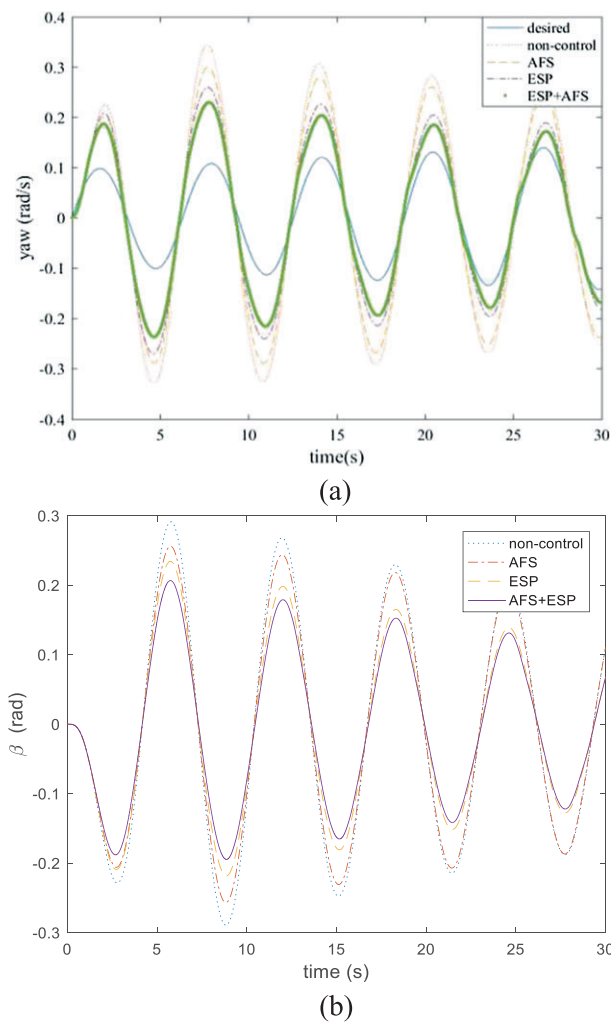 0.4
0.3
0.2
0.1
0
-0.1
-0.2
-0.3
-0.4
yaw (rad/s)
desired
non-control
AFS
ESP
ESP+AFS
0 5 10 15 20 25 30
time(s)
(a)
0.3
0.2
0.1
0
-0.1
-0.2
-0.3
β (rad)
non-control
AFS
ESP
AFS+ESP
0 5 10 15 20 25 30
time (s)
(b)